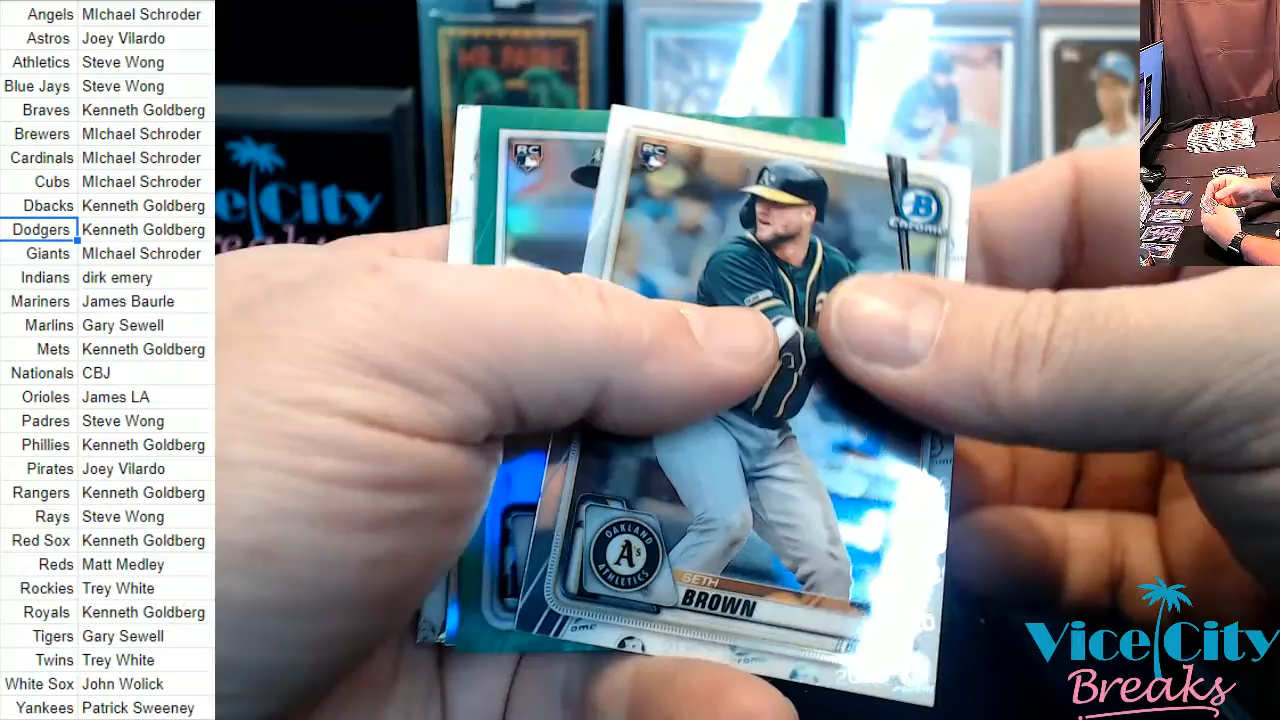 Angels MIchael Schroder
Astros Joey Vilardo
Athletics Steve Wong
Blue Jays Steve Wong
Braves Kenneth Goldberg
Brewers MIchael Schroder
Cardinals MIchael Schroder
Cubs MIchael Schroder
Dbacks Kenneth Goldberg
Dodgers Kenneth Goldberg
Giants MIchael Schroder
Indians dirk emery
Mariners James Baurle
Marlins Gary Sewell
Mets Kenneth Goldberg
Nationals CBJ
Orioles James LA
Padres Steve Wong
Phillies Kenneth Goldberg
Pirates Joey Vilardo
Rangers Kenneth Goldberg
Rays Steve Wong
Red Sox Kenneth Goldberg
Reds Matt Medley
Rockies Trey White
Royals Kenneth Goldberg
Tigers Gary Sewell
Twins Trey White
White Sox John Wolick
Yankees Patrick Sweeney
RC
RC
B
CHROME
OAKLAND
A's
ATHLETICS
SETH
BROWN
e City
Vice City
Breaks